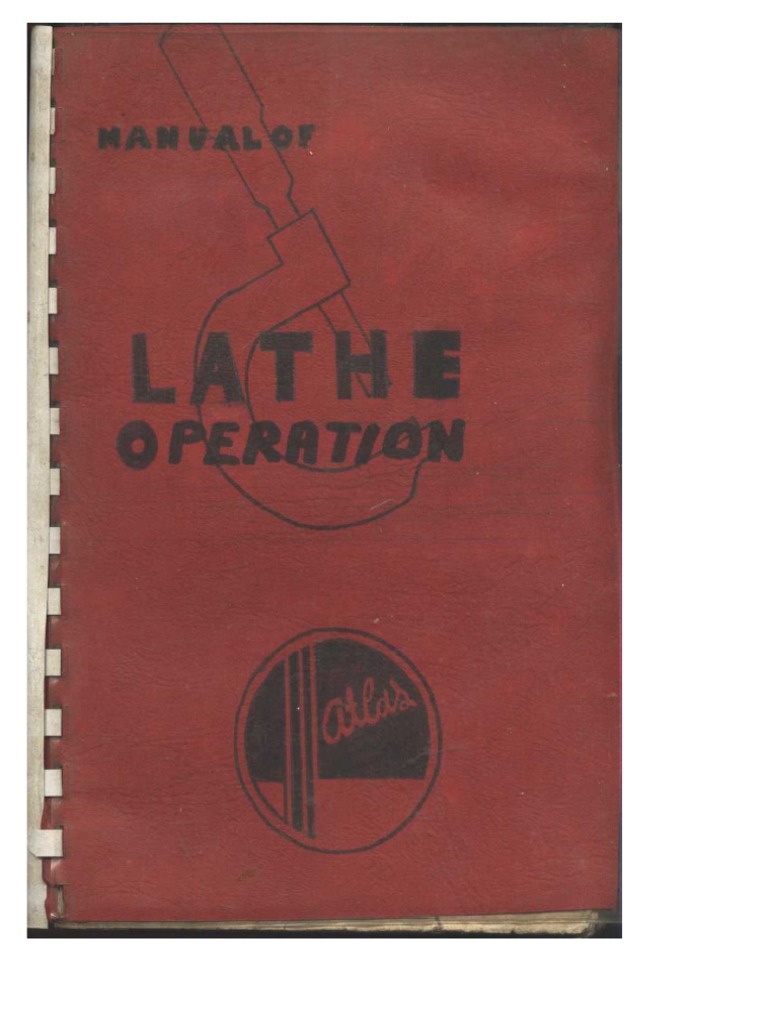 MANUAL OF
LATHE
OPERATION
atlas